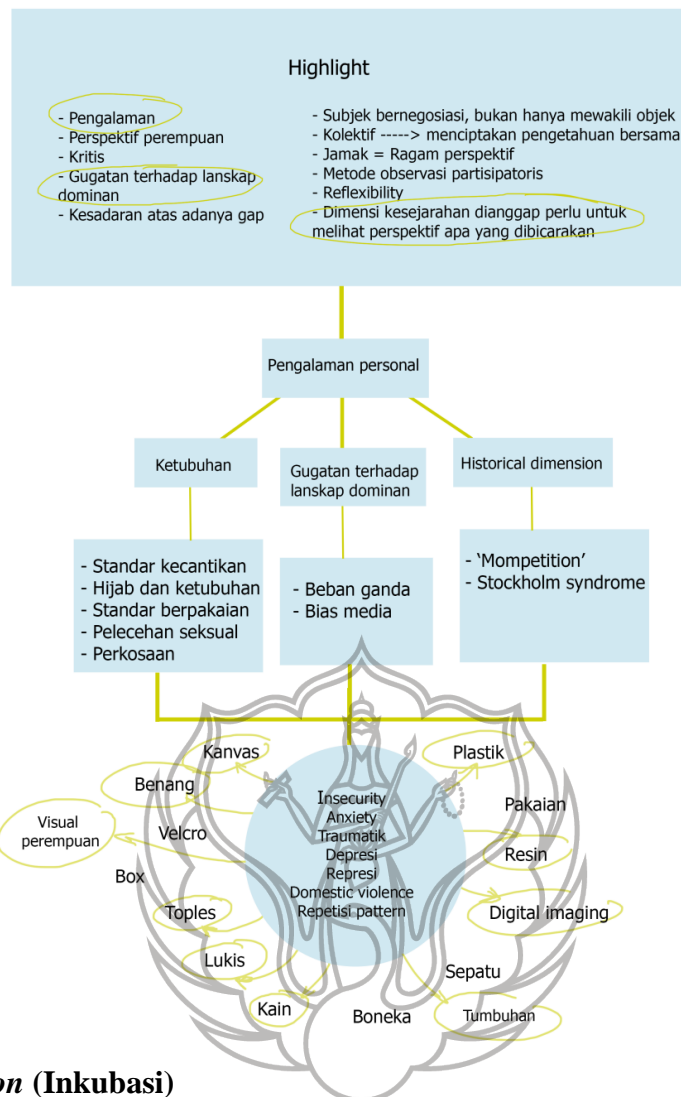 Highlight
- Pengalaman
- Perspektif perempuan
- Kritis
- Gugatan terhadap lanskap
dominan
- Kesadaran atas adanya gap
- Subjek bernegosiasi, bukan hanya mewakili objek
- Kolektif -----> menciptakan pengetahuan bersama
- Jamak = Ragam perspektif
- Metode observasi partisipatoris
- Reflexibility
- Dimensi kesejarahan dianggap perlu untuk
melihat perspektif apa yang dibicarakan
Pengalaman personal
Ketubuhan
Gugatan terhadap
lanskap dominan
Historical dimension
- Standar kecantikan
- Hijab dan ketubuhan
- Standar berpakaian
- Pelecehan seksual
- Perkosaan
- Beban ganda
- Bias media
- ‘Mompetition’
- Stockholm syndrome
Kanvas
Benang
Visual
perempuan
Velcro
Box
Toples
Lukis
Kain
Insecurity
Anxiety
Traumatik
Depresi
Represi
Domestic violence
Repetisi pattern
Boneka
Plastik
Pakaian
Resin
Digital imaging
Sepatu
Tumbuhan
on (Inkubasi)